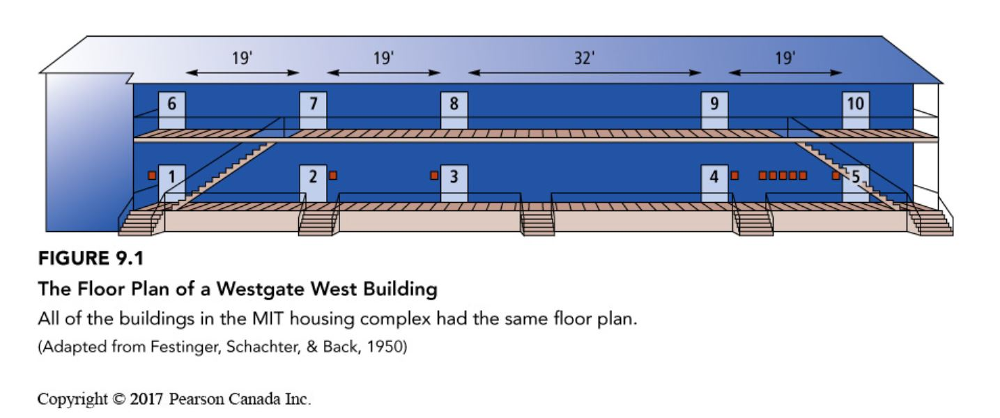 19' 19' 32' 19'
6 7 8 9 10
1 2 3 4 5
FIGURE 9.1
The Floor Plan of a Westgate West Building
All of the buildings in the MIT housing complex had the same floor plan.
(Adapted from Festinger, Schachter, & Back, 1950)
Copyright © 2017 Pearson Canada Inc.